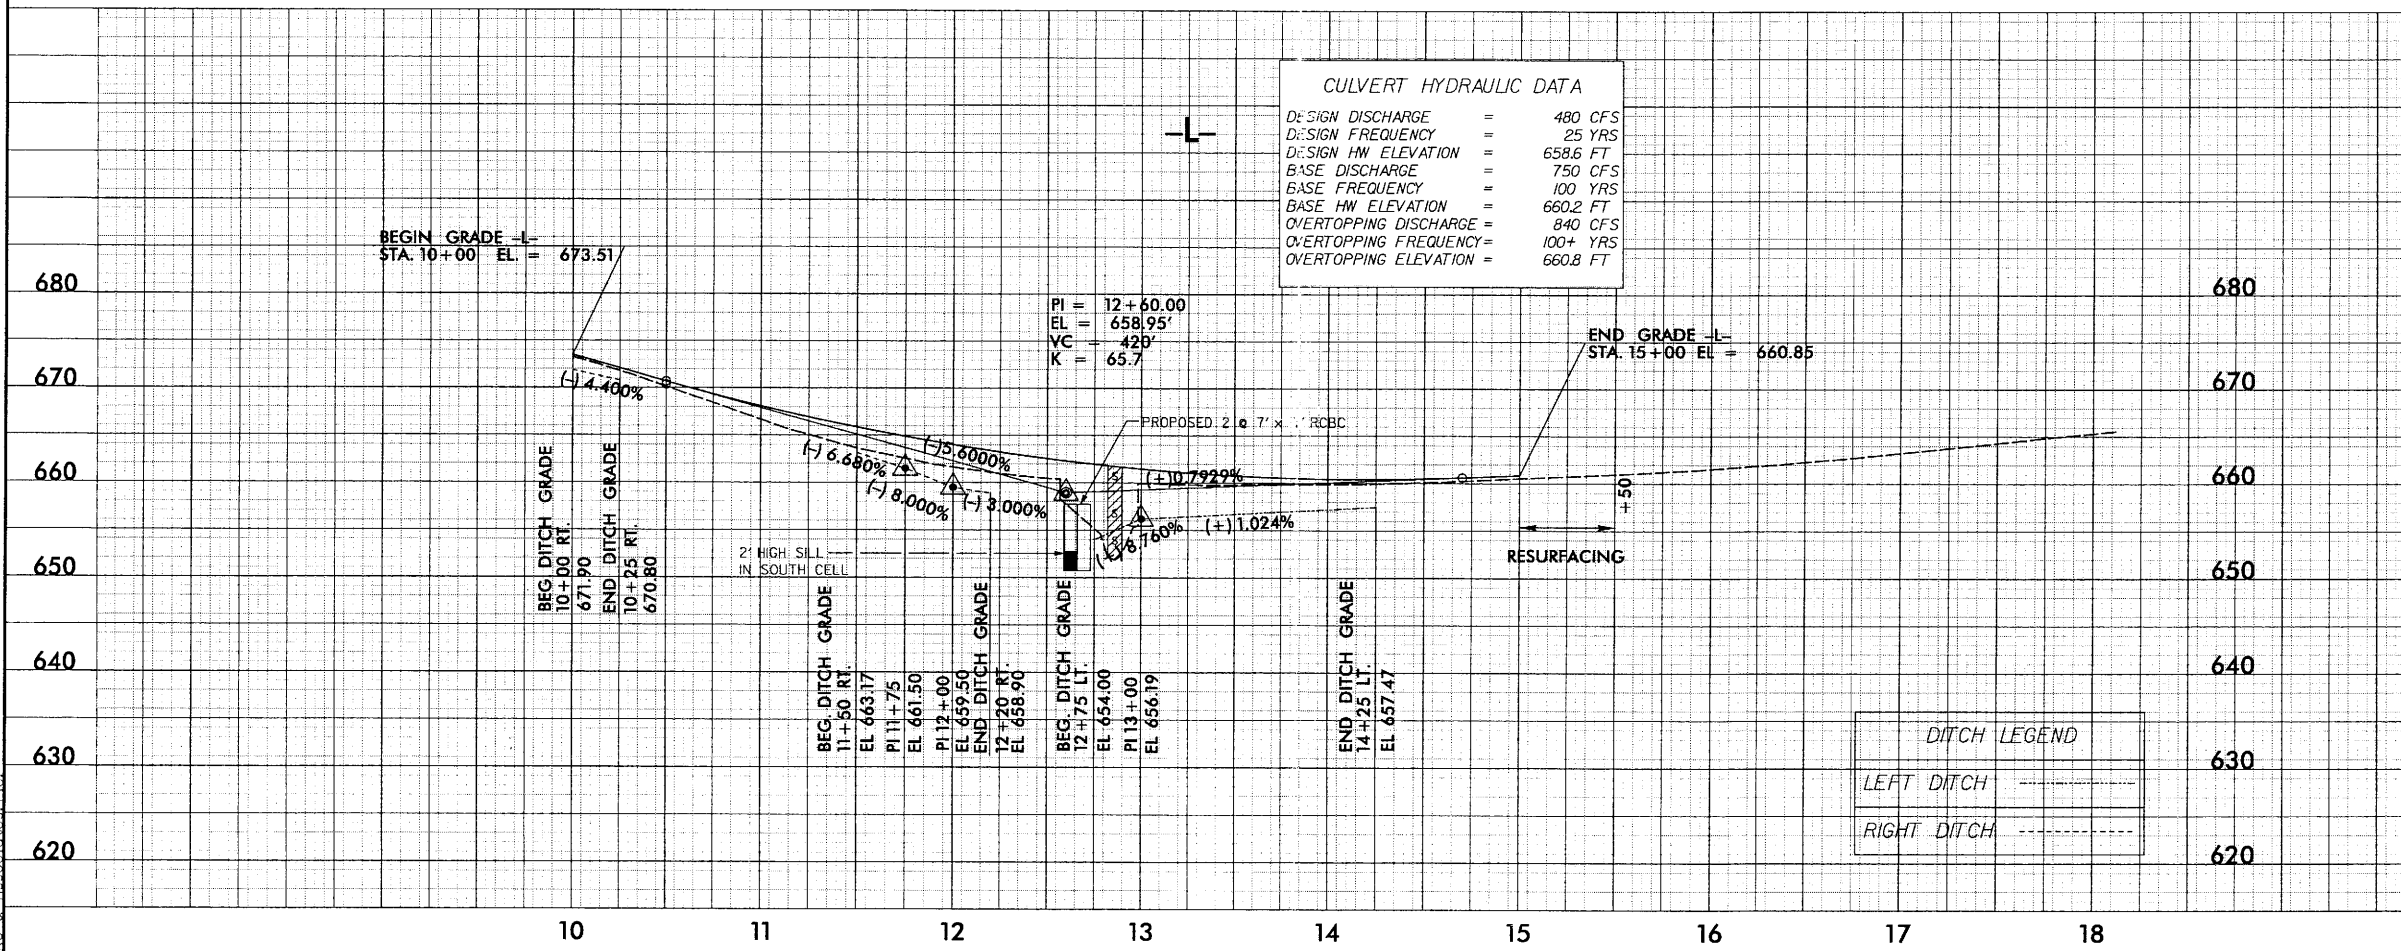 CULVERT HYDRAULIC DATA
DESIGN DISCHARGE = 480 CFS
DESIGN FREQUENCY = 25 YRS
DESIGN HW ELEVATION = 658.6 FT
BASE DISCHARGE = 750 CFS
BASE FREQUENCY = 100 YRS
BASE HW ELEVATION = 660.2 FT
OVERTOPPING DISCHARGE = 840 CFS
OVERTOPPING FREQUENCY= 100+ YRS
OVERTOPPING ELEVATION = 660.8 FT
-L-
BEGIN GRADE -L-
STA. 10+00 EL. = 673.51
680
680
PI = 12+60.00
EL = 658.95'
VC = 420'
K = 65.7
END GRADE -L-
STA. 15+00 EL = 660.85
670
670
(-) 4.400%
PROPOSED 2 @ 7' x ' RCBC
(-) 6.680%
(-)5.6000%
660
660
(+)0.7929%
(-) 8.000%
(-) 3.000%
8.760%
(+) 1.024%
+50
RESURFACING
2' HIGH SILL
IN SOUTH CELL
S
S
S
650
650
BEG DITCH GRADE
10+00 RT.
671.90
END DITCH GRADE
10+25 RT.
670.80
BEG. DITCH GRADE
11+50 RT.
EL 663.17
PI 11+75
EL 661.50
PI 12+00
EL 659.50
END DITCH GRADE
12+20 RT.
EL 658.90
BEG. DITCH GRADE
12+75 LT.
EL 654.00
PI 13+00
EL 656.19
END DITCH GRADE
14+25 LT.
EL 657.47
640
640
630
630
DITCH LEGEND
LEFT DITCH
RIGHT DITCH
620
620
10 11 12 13 14 15 16 17 18